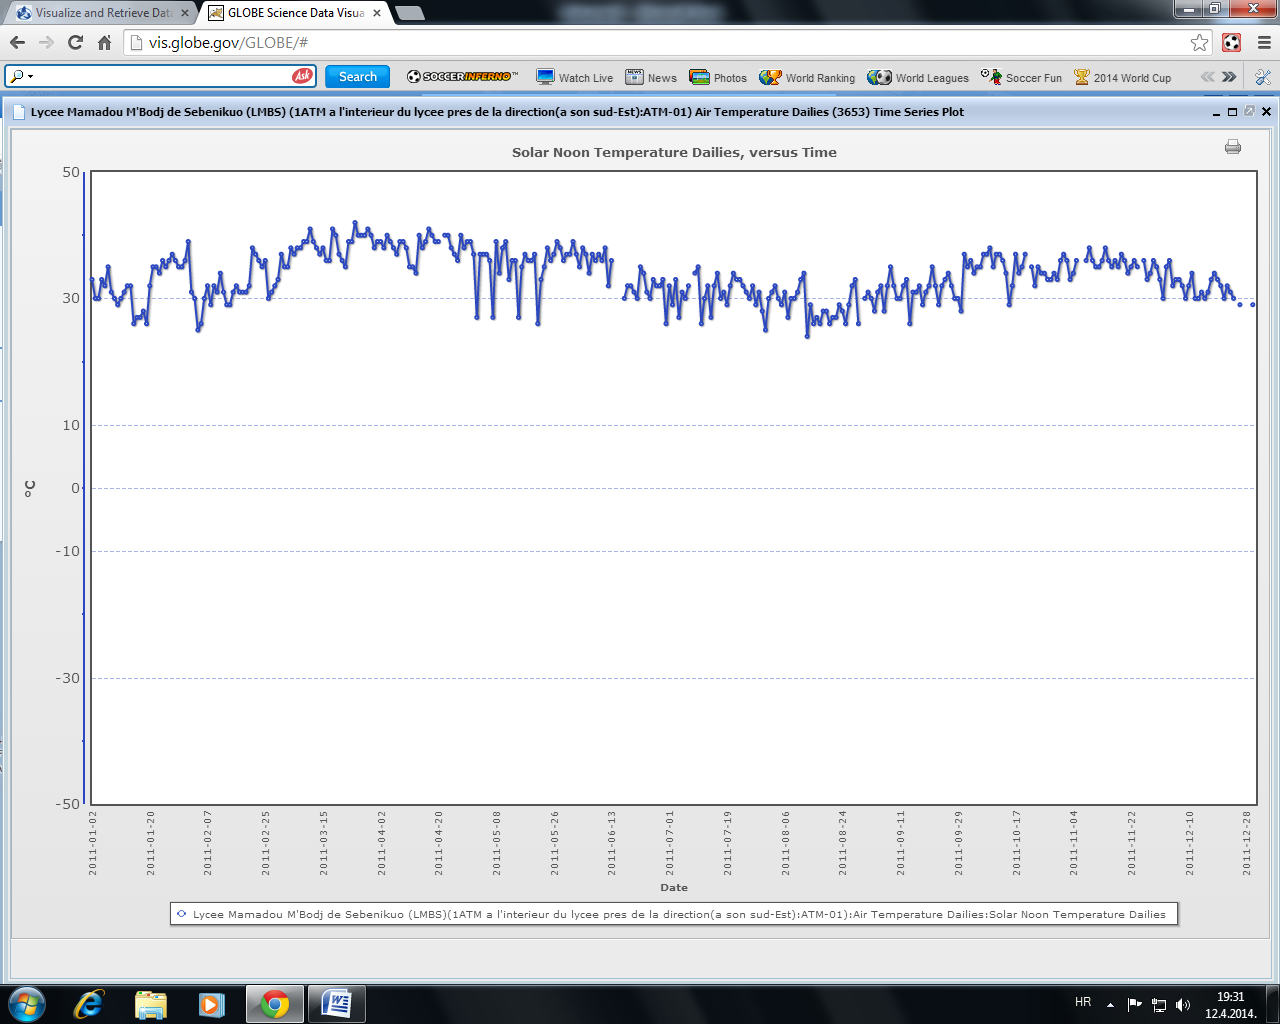 Visualize and Retrieve Data
GLOBE Science Data Visua
vis.globe.gov/GLOBE/#
Ask
Search
SOCCERINFERNO™
Watch Live
News
Photos
World Ranking
World Leagues
Soccer Fun
2014 World Cup
Lycee Mamadou M'Bodj de Sebenikuo (LMBS) (1ATM a l'interieur du lycee pres de la direction(a son sud-Est):ATM-01) Air Temperature Dailies (3653) Time Series Plot
Solar Noon Temperature Dailies, versus Time
50
30
10
0
-10
-30
-50
°C
2011-01-02
2011-01-20
2011-02-07
2011-02-25
2011-03-15
2011-04-02
2011-04-20
2011-05-08
2011-05-26
2011-06-13
2011-07-01
2011-07-19
2011-08-06
2011-08-24
2011-09-11
2011-09-29
2011-10-17
2011-11-04
2011-11-22
2011-12-10
2011-12-28
Date
Lycee Mamadou M'Bodj de Sebenikuo (LMBS)(1ATM a l'interieur du lycee pres de la direction(a son sud-Est):ATM-01):Air Temperature Dailies:Solar Noon Temperature Dailies
HR
19:31
12.4.2014.